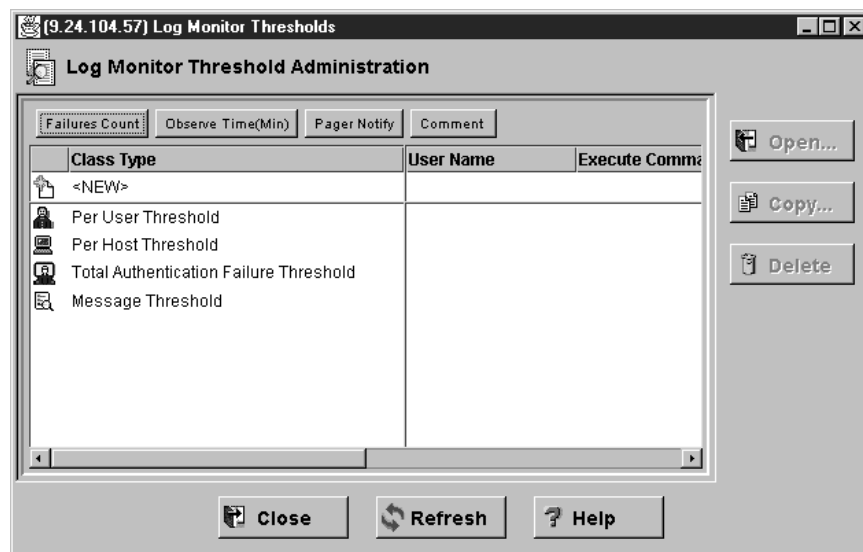 (9.24.104.57) Log Monitor Thresholds
Log Monitor Threshold Administration
Failures Count Observe Time(Min) Pager Notify Comment
Class Type User Name Execute Comma
<NEW>
Per User Threshold
Per Host Threshold
Total Authentication Failure Threshold
Message Threshold
Open...
Copy...
Delete
Close Refresh Help